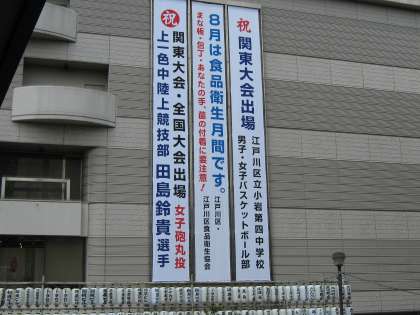 祝 関東大会出場
江戸川区立小岩第四中学校
男子・女子バスケットボール部
8月は食品衛生月間です。
まな板・包丁・あなたの手、菌の付着に要注意!
江戸川区・
江戸川区食品衛生協会
祝 関東大会・全国大会出場 女子砲丸投
上一色中陸上競技部 田島鈴貴選手